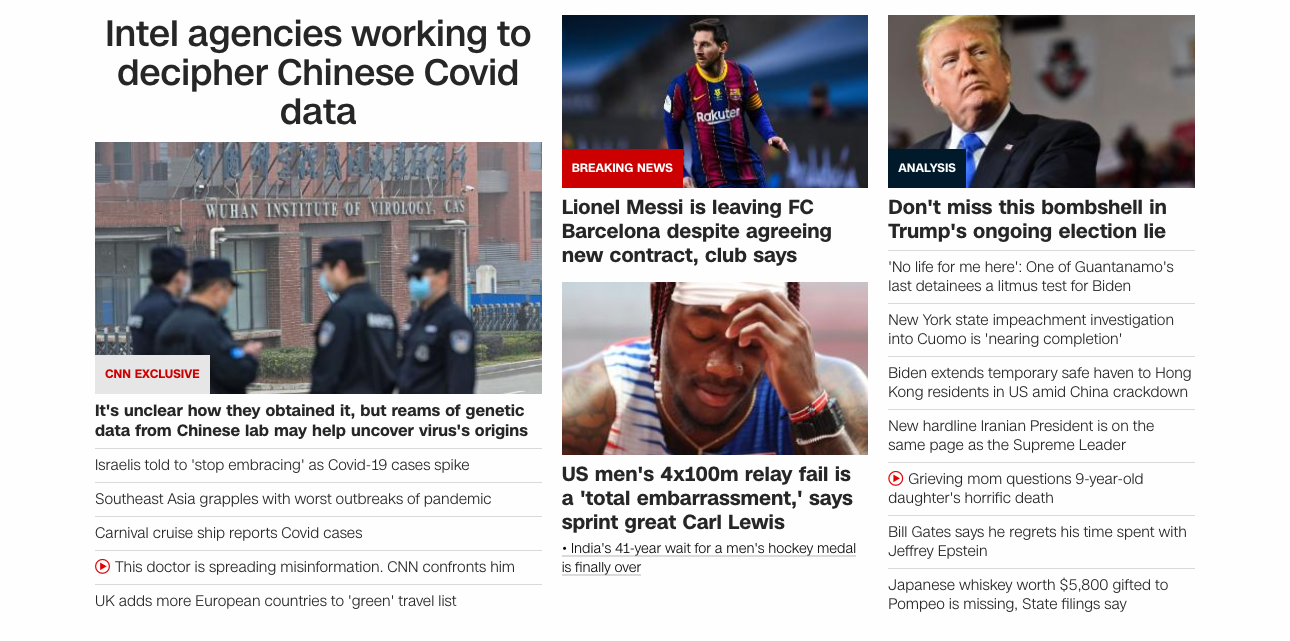 Intel agencies working to
decipher Chinese Covid
data
WUHAN INSTITUTE OF VIROLOGY, CAS
CNN EXCLUSIVE
It's unclear how they obtained it, but reams of genetic
data from Chinese lab may help uncover virus's origins
Israelis told to 'stop embracing' as Covid-19 cases spike
Southeast Asia grapples with worst outbreaks of pandemic
Carnival cruise ship reports Covid cases
This doctor is spreading misinformation. CNN confronts him
UK adds more European countries to 'green' travel list
Rakuten
BREAKING NEWS
Lionel Messi is leaving FC
Barcelona despite agreeing
new contract, club says
US men's 4x100m relay fail is
a 'total embarrassment,' says
sprint great Carl Lewis
• India's 41-year wait for a men's hockey medal
is finally over
ANALYSIS
Don't miss this bombshell in
Trump's ongoing election lie
'No life for me here': One of Guantanamo's
last detainees a litmus test for Biden
New York state impeachment investigation
into Cuomo is 'nearing completion'
Biden extends temporary safe haven to Hong
Kong residents in US amid China crackdown
New hardline Iranian President is on the
same page as the Supreme Leader
Grieving mom questions 9-year-old
daughter's horrific death
Bill Gates says he regrets his time spent with
Jeffrey Epstein
Japanese whiskey worth $5,800 gifted to
Pompeo is missing, State filings say